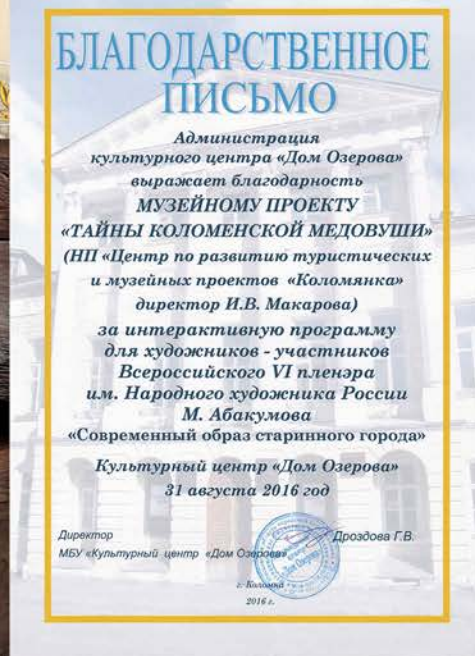 БЛАГОДАРСТВЕННОЕ
ПИСЬМО
Администрация
культурного центра «Дом Озерова»
выражает благодарность
МУЗЕЙНОМУ ПРОЕКТУ
«ТАЙНЫ КОЛОМЕНСКОЙ МЕДОВУШИ»
(НП «Центр по развитию туристических
и музейных проектов «Коломянка»
директор И.В. Макарова)
за интерактивную программу
для художников - участников
Всероссийского VI пленэра
им. Народного художника России
М. Абакумова
«Современный образ старинного города»
Культурный центр «Дом Озерова»
31 августа 2016 год
Директор
Дроздова Г.В.
МБУ «Культурный центр «Дом Озерова»
г. Коломна
2016 г.